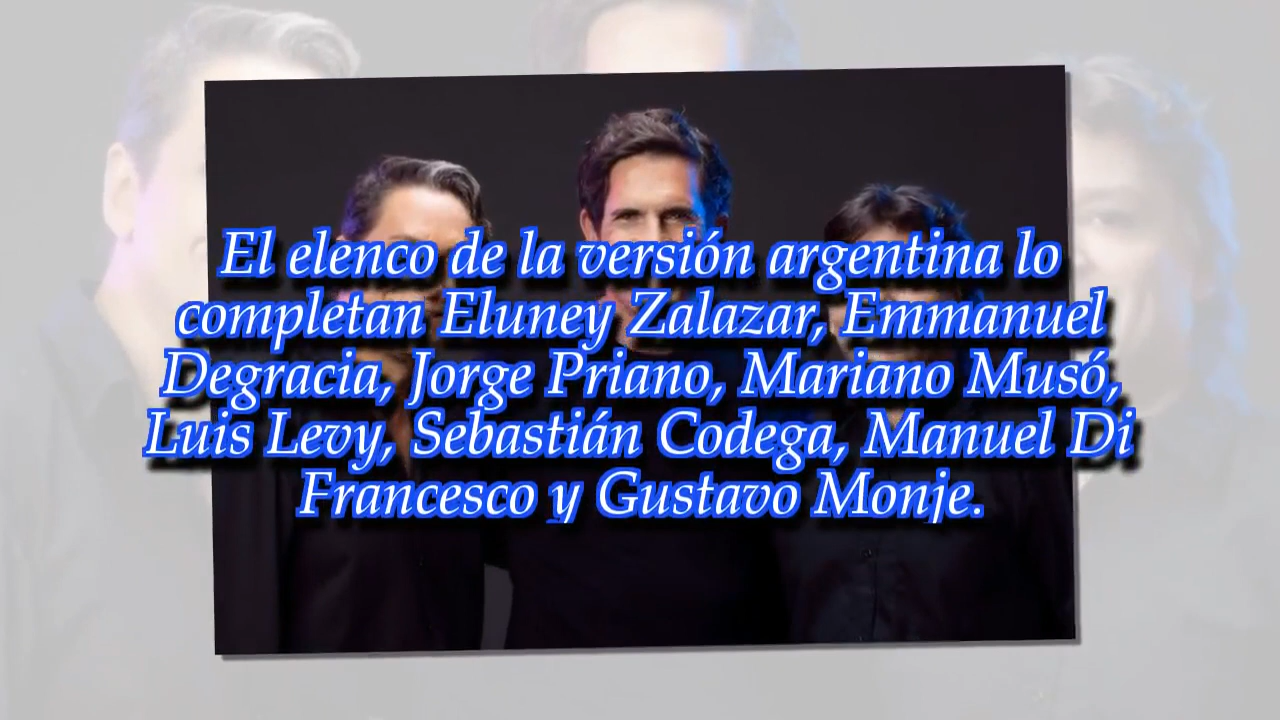 El elenco de la versión argentina lo
completan Eluney Zalazar, Emmanuel
Degracia, Jorge Priano, Mariano Musó,
Luis Levy, Sebastián Codega, Manuel Di
Francesco y Gustavo Monje.